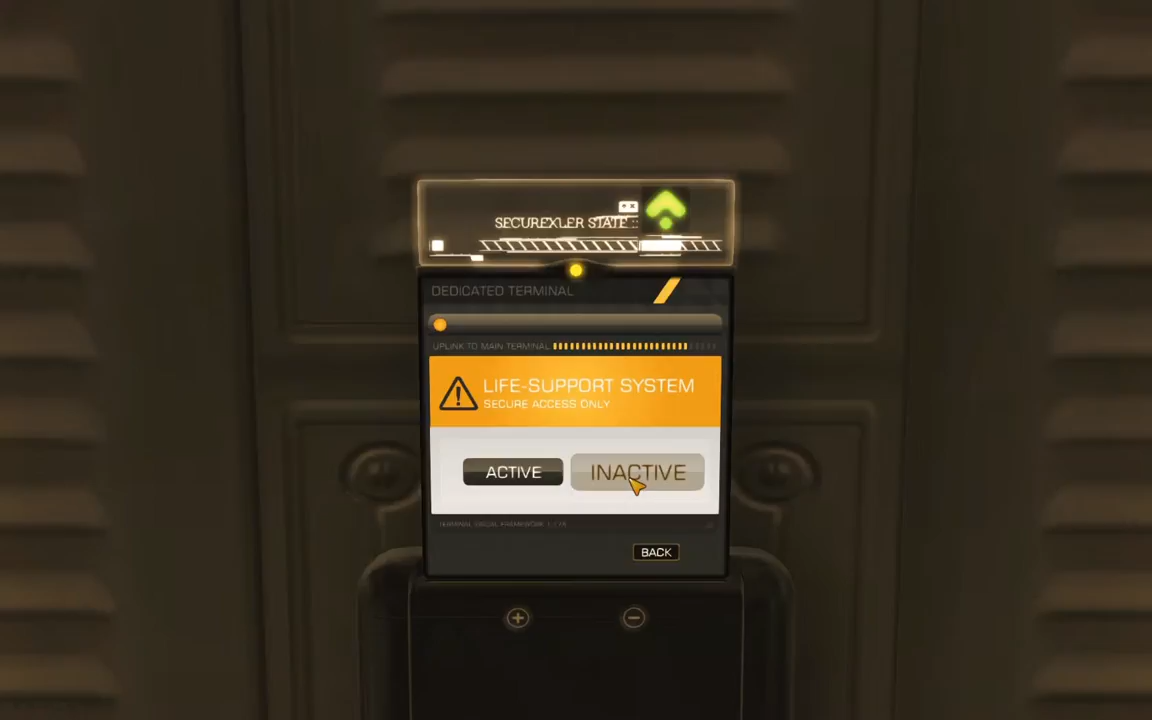 SECUREXLER STATE ::
DEDICATED TERMINAL
UPLINK TO MAIN TERMINAL
LIFE-SUPPORT SYSTEM
SECURE ACCESS ONLY
ACTIVE
INACTIVE
BACK